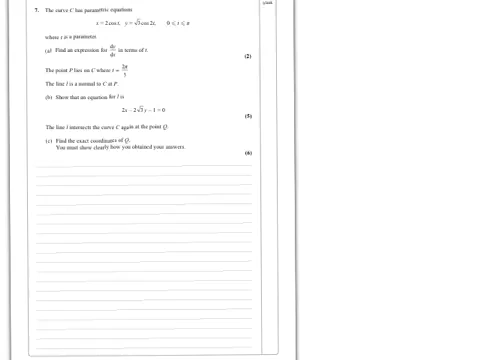 blank
7. The curve C has parametric equations
x = 2 cos t, y = √3 cos 2t, 0 ⩽ t ⩽ π
where t is a parameter.
(a) Find an expression for dy/dx in terms of t.
(2)
The point P lies on C where t = 2π/3
The line l is a normal to C at P.
(b) Show that an equation for l is
2x – 2√3 y – 1 = 0
(5)
The line l intersects the curve C again at the point Q.
(c) Find the exact coordinates of Q.
You must show clearly how you obtained your answers.
(6)